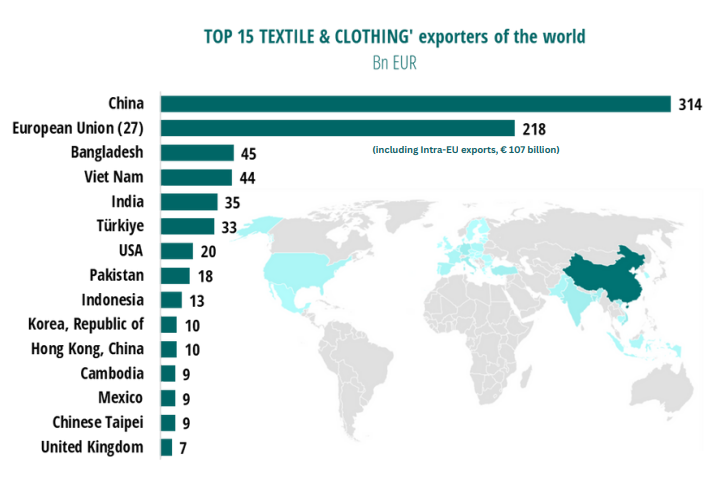 TOP 15 TEXTILE & CLOTHING' exporters of the world
Bn EUR
China 314
European Union (27) 218
(including Intra-EU exports, € 107 billion)
Bangladesh 45
Viet Nam 44
India 35
Türkiye 33
USA 20
Pakistan 18
Indonesia 13
Korea, Republic of 10
Hong Kong, China 10
Cambodia 9
Mexico 9
Chinese Taipei 9
United Kingdom 7